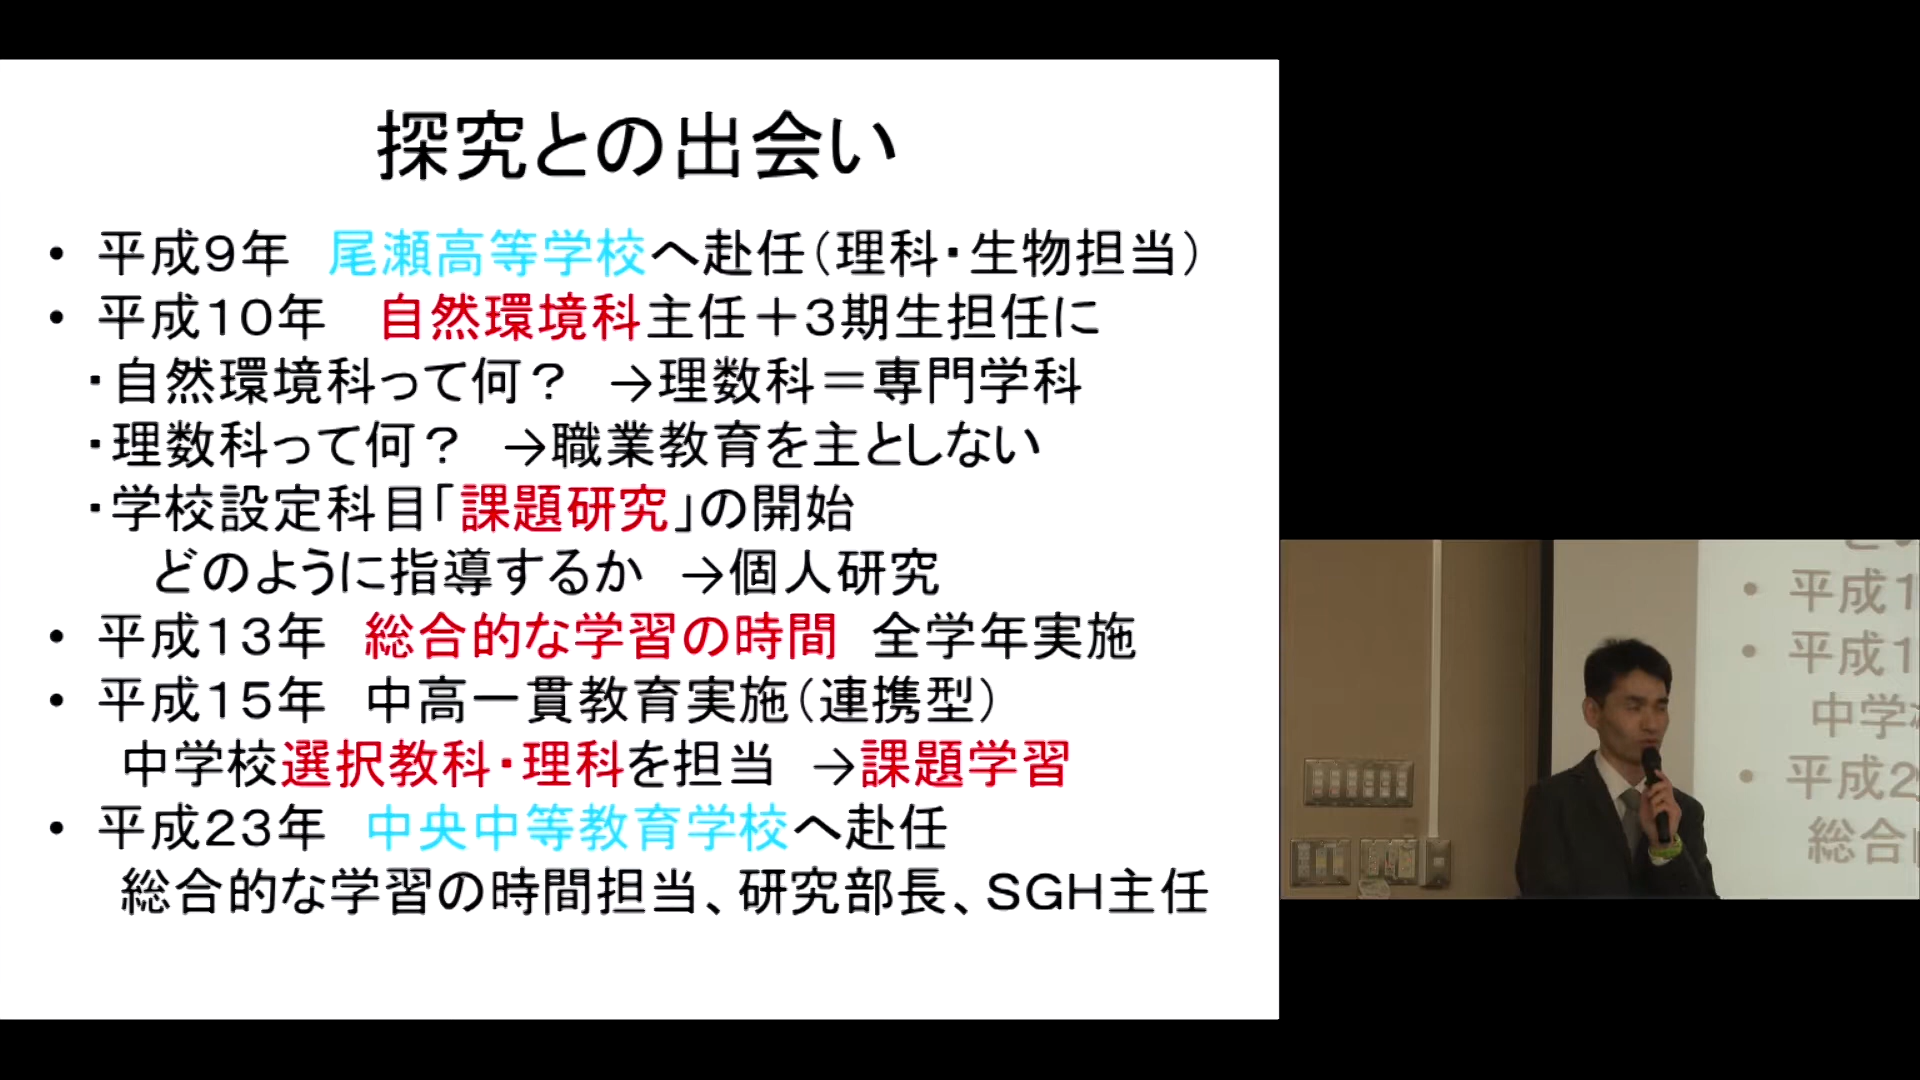 探究との出会い
• 平成9年　尾瀬高等学校へ赴任(理科・生物担当)
• 平成10年　自然環境科主任＋3期生担任に
・自然環境科って何？　→理数科＝専門学科
・理数科って何？　→職業教育を主としない
・学校設定科目「課題研究」の開始
どのように指導するか　→個人研究
• 平成13年　総合的な学習の時間　全学年実施
• 平成15年　中高一貫教育実施(連携型)
中学校選択教科・理科を担当　→課題学習
• 平成23年　中央中等教育学校へ赴任
総合的な学習の時間担当、研究部長、SGH主任
• 平成1
• 平成1
中学
• 平成2
総合